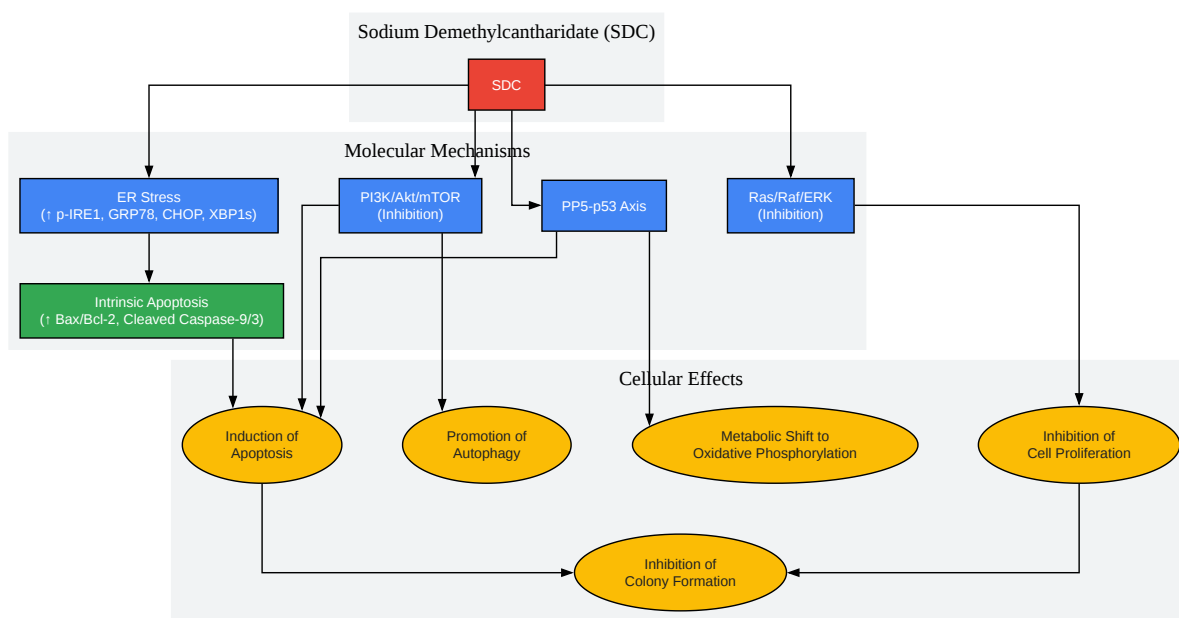 Sodium Demethylcantharidate (SDC)
SDC
Molecular Mechanisms
ER Stress
(↑ p-IRE1, GRP78, CHOP, XBP1s)
PI3K/Akt/mTOR
(Inhibition)
PP5-p53 Axis
Ras/Raf/ERK
(Inhibition)
Intrinsic Apoptosis
(↑ Bax/Bcl-2, Cleaved Caspase-9/3)
Cellular Effects
Induction of
Apoptosis
Promotion of
Autophagy
Metabolic Shift to
Oxidative Phosphorylation
Inhibition of
Cell Proliferation
Inhibition of
Colony Formation